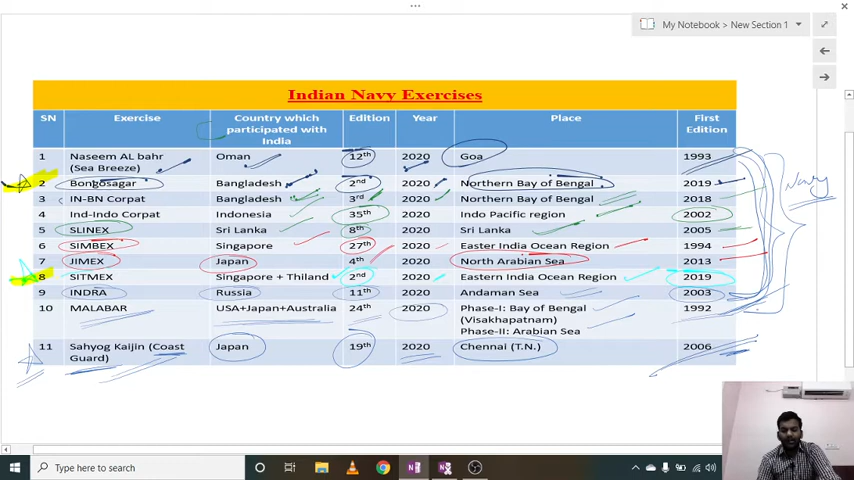 My Notebook > New Section 1
Indian Navy Exercises
SN Exercise Country which participated with India Edition Year Place First Edition
1 Naseem AL bahr (Sea Breeze) Oman 12th 2020 Goa 1993
2 Bongosagar Bangladesh 2nd 2020 Northern Bay of Bengal 2019
3 IN-BN Corpat Bangladesh 3rd 2020 Northern Bay of Bengal 2018
4 Ind-Indo Corpat Indonesia 35th 2020 Indo Pacific region 2002
5 SLINEX Sri Lanka 8th 2020 Sri Lanka 2005
6 SIMBEX Singapore 27th 2020 Easter India Ocean Region 1994
7 JIMEX Japan 4th 2020 North Arabian Sea 2013
8 SITMEX Singapore + Thiland 2nd 2020 Eastern India Ocean Region 2019
9 INDRA Russia 11th 2020 Andaman Sea 2003
10 MALABAR USA+Japan+Australia 24th 2020 Phase-I: Bay of Bengal (Visakhapatnam) Phase-II: Arabian Sea 1992
11 Sahyog Kaijin (Coast Guard) Japan 19th 2020 Chennai (T.N.) 2006
Navy
Type here to search